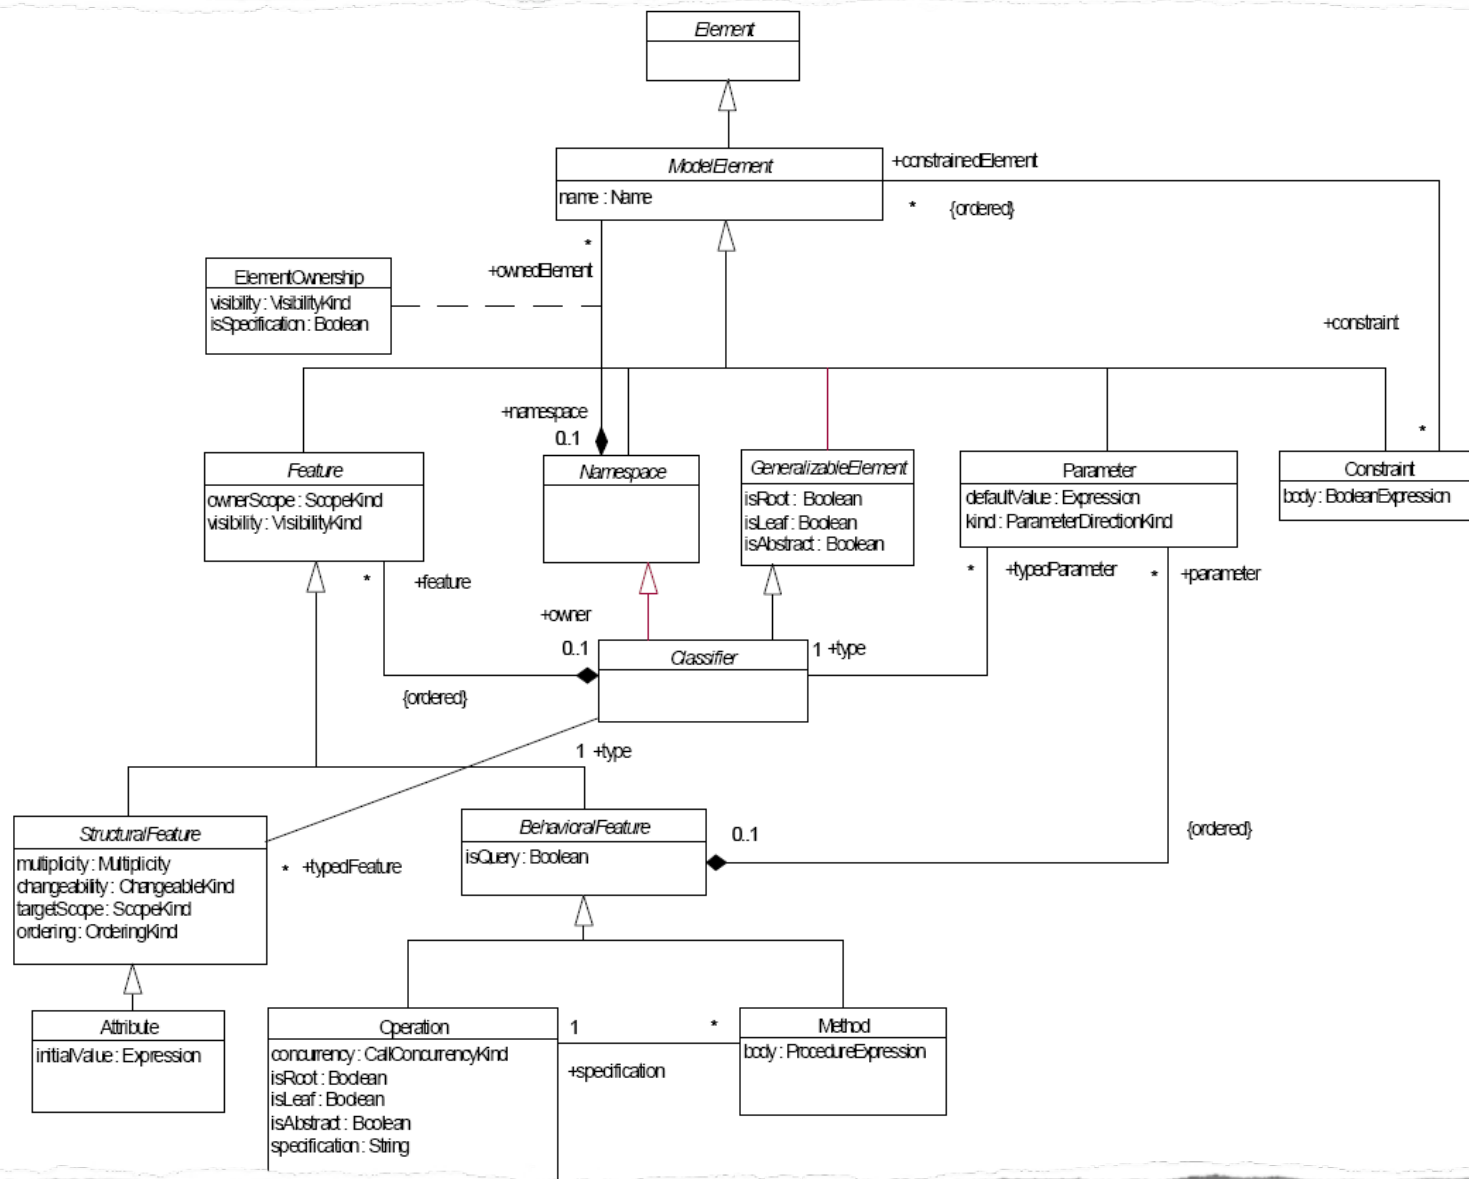 Element
ModelElement
name : Name
+constrainedElement
* {ordered}
*
+ownedElement
ElementOwnership
visibility : VisibilityKind
isSpecification : Boolean
+constraint
*
+namespace
0..1
Feature
ownerScope : ScopeKind
visibility : VisibilityKind
Namespace
GeneralizableElement
isRoot : Boolean
isLeaf : Boolean
isAbstract : Boolean
Parameter
defaultValue : Expression
kind : ParameterDirectionKind
Constraint
body : BooleanExpression
* +feature
* +typedParameter
* +parameter
+owner
0..1
Classifier
1 +type
{ordered}
1 +type
StructuralFeature
multiplicity : Multiplicity
changeability : ChangeableKind
targetScope : ScopeKind
ordering : OrderingKind
* +typedFeature
BehavioralFeature
isQuery : Boolean
0..1
{ordered}
Attribute
initialValue : Expression
Operation
concurrency : CallConcurrencyKind
isRoot : Boolean
isLeaf : Boolean
isAbstract : Boolean
specification : String
1 *
+specification
Method
body : ProcedureExpression